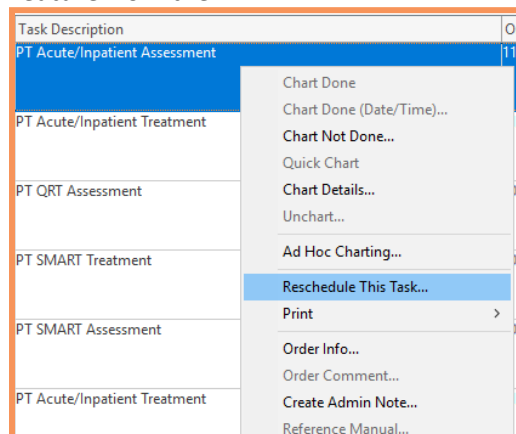 Task Description
PT Acute/Inpatient Assessment
11
Chart Done
Chart Done (Date/Time)...
PT Acute/Inpatient Treatment
Chart Not Done...
Quick Chart
PT QRT Assessment
Chart Details...
Unchart...
PT SMART Treatment
Ad Hoc Charting...
Reschedule This Task...
Print >
PT SMART Assessment
Order Info...
Order Comment...
PT Acute/Inpatient Treatment
Create Admin Note...
Reference Manual...